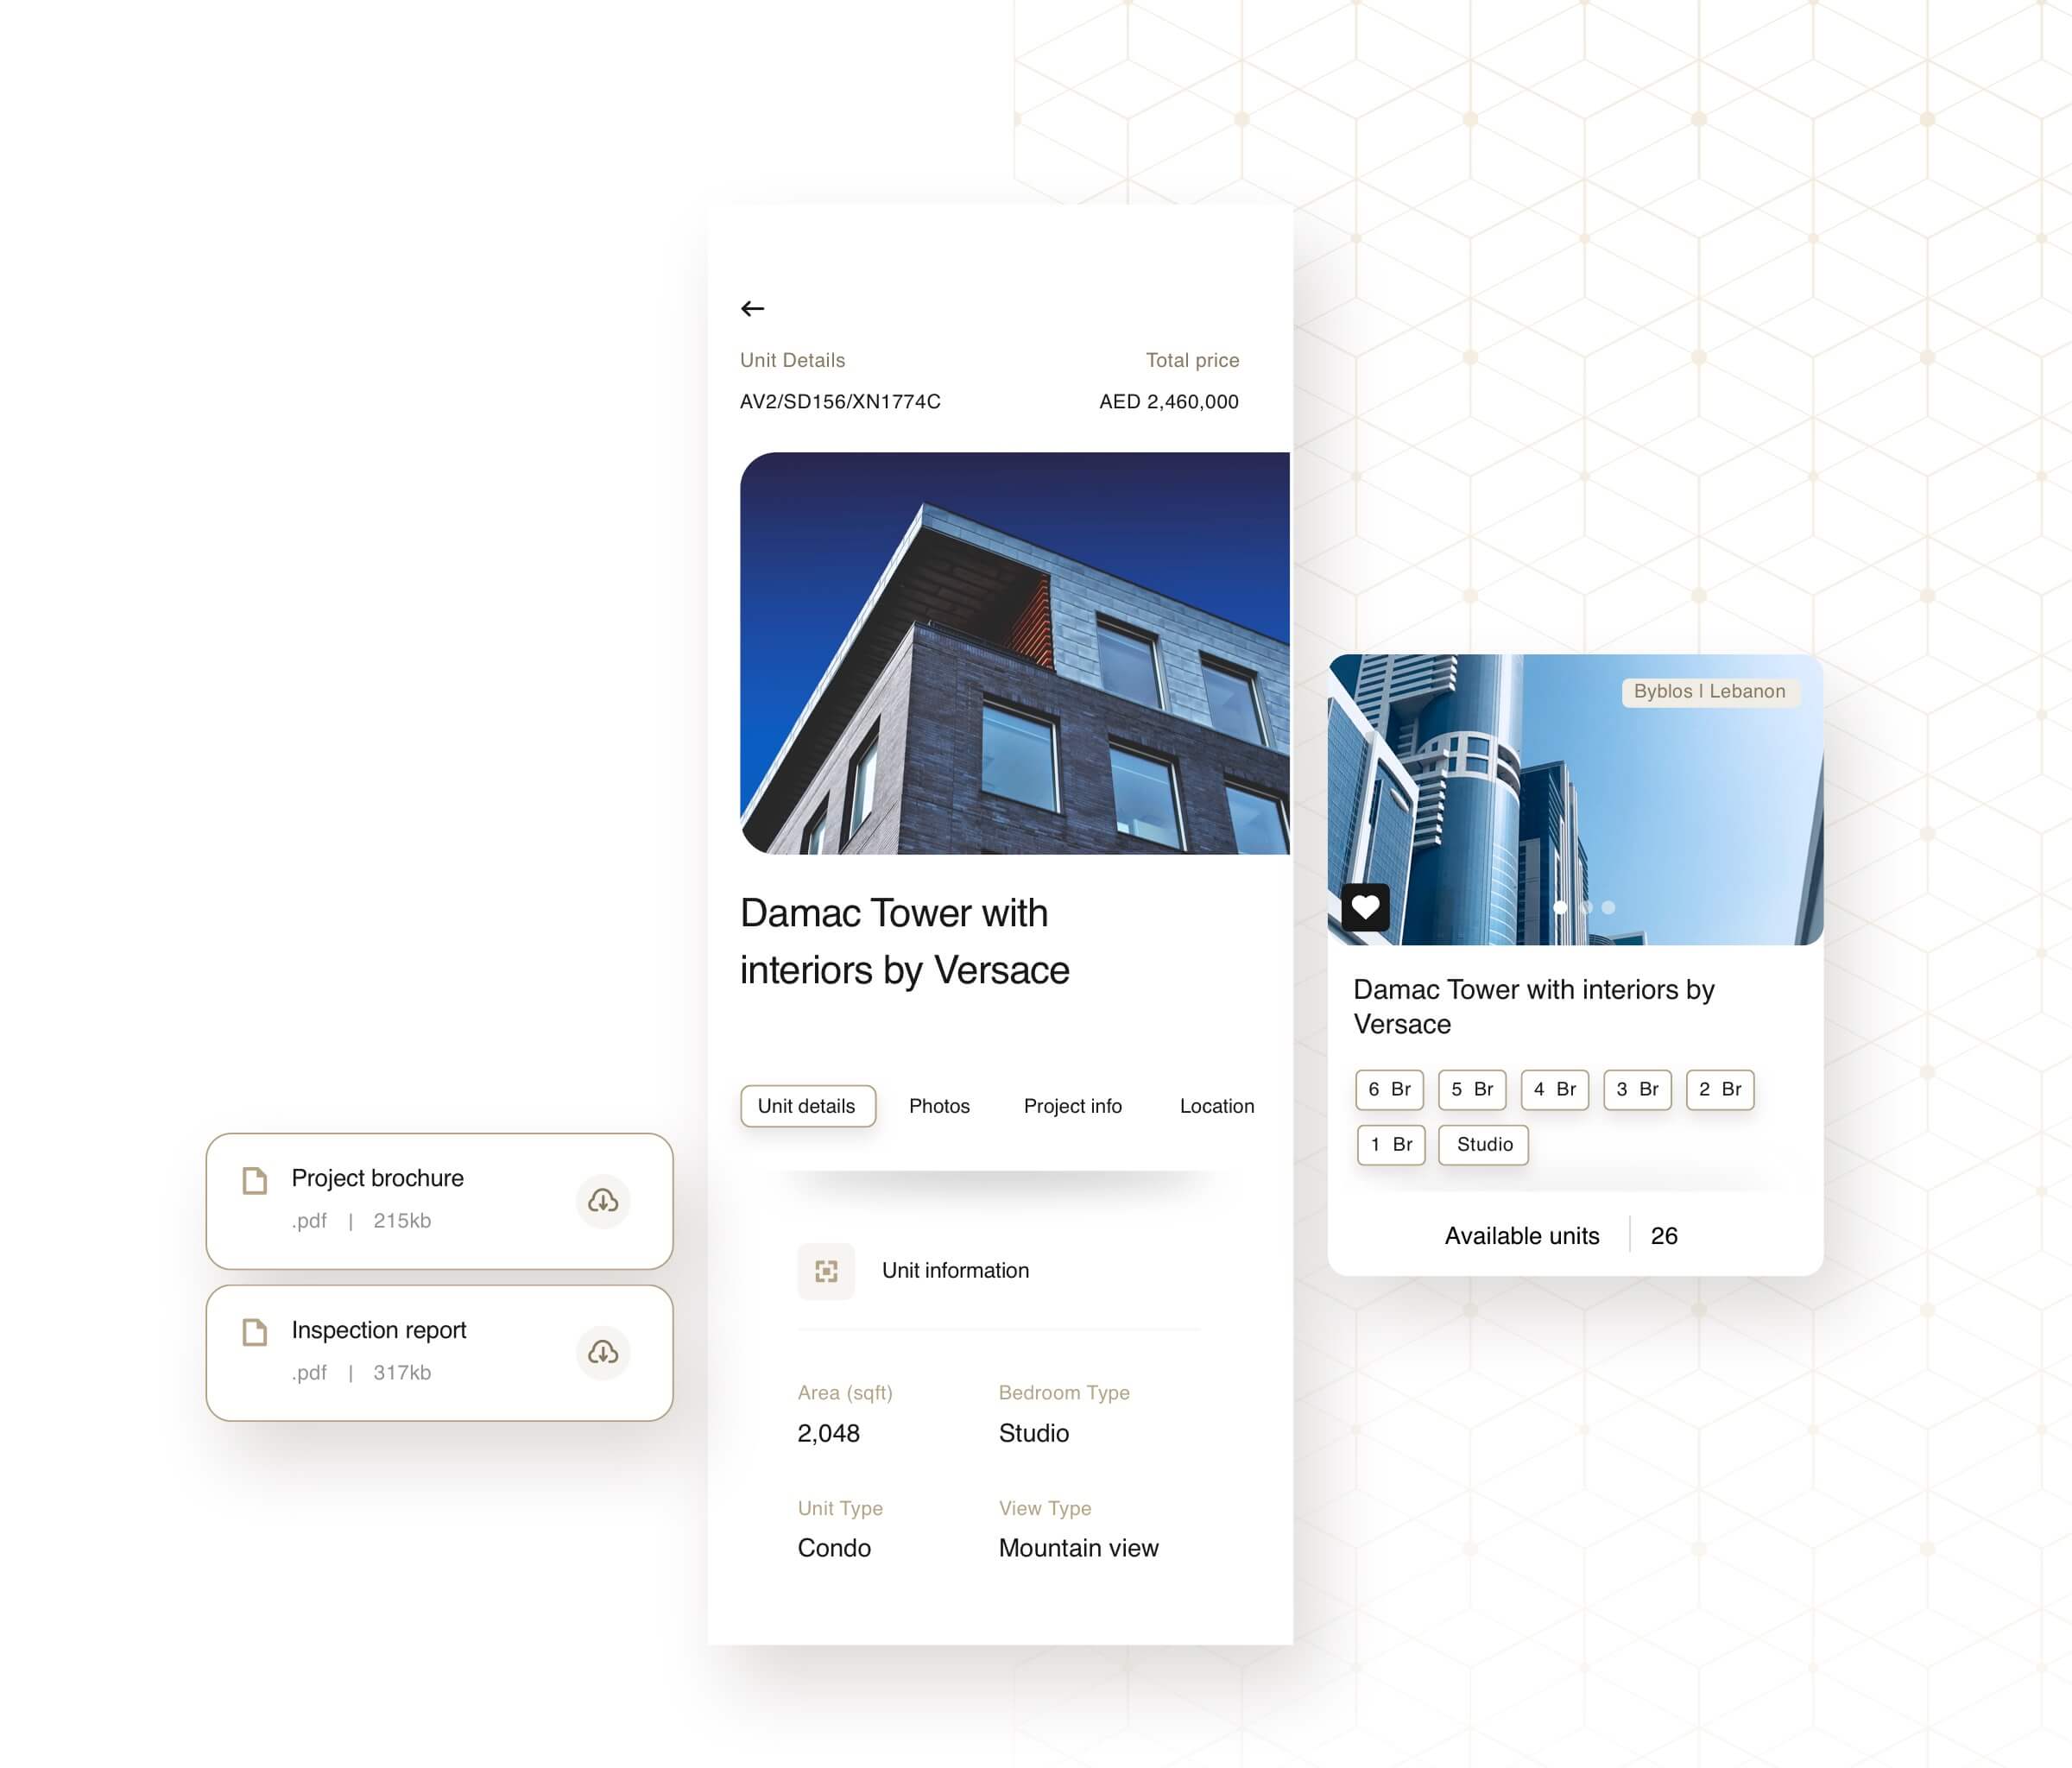 Unit Details
Total price
AV2/SD156/XN1774C
AED 2,460,000
Damac Tower with
interiors by Versace
Unit details
Photos
Project info
Location
Unit information
Area (sqft)
Bedroom Type
2,048
Studio
Unit Type
View Type
Condo
Mountain view
Project brochure
.pdf | 215kb
Inspection report
.pdf | 317kb
Byblos | Lebanon
Damac Tower with interiors by
Versace
6 Br
5 Br
4 Br
3 Br
2 Br
1 Br
Studio
Available units | 26